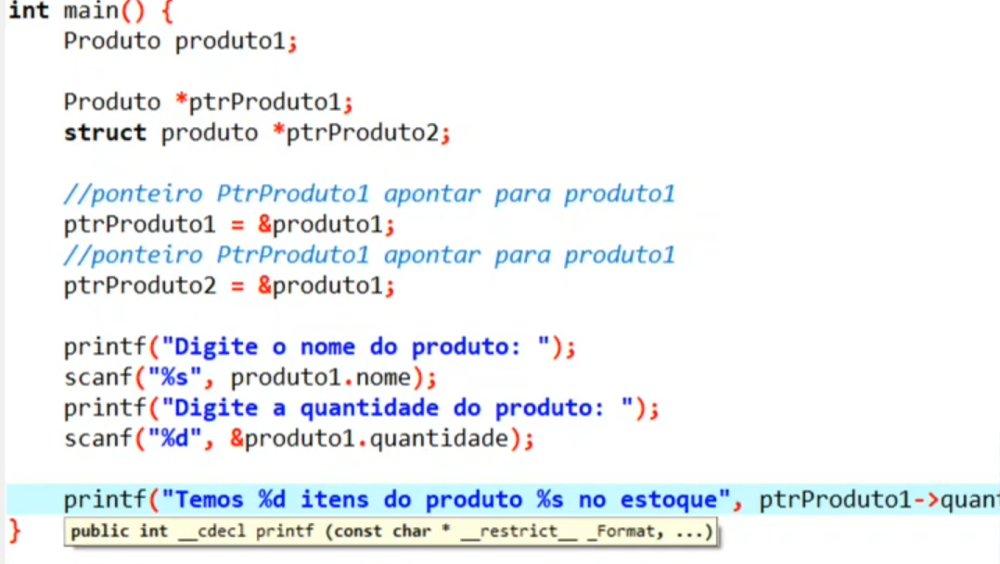 int main() {
Produto produto1;
Produto *ptrProduto1;
struct produto *ptrProduto2;
//ponteiro PtrProduto1 apontar para produto1
ptrProduto1 = &produto1;
//ponteiro PtrProduto1 apontar para produto1
ptrProduto2 = &produto1;
printf("Digite o nome do produto: ");
scanf("%s", produto1.nome);
printf("Digite a quantidade do produto: ");
scanf("%d", &produto1.quantidade);
printf("Temos %d itens do produto %s no estoque", ptrProduto1->quan
}
public int __cdecl printf (const char * __restrict__ _Format, ...)